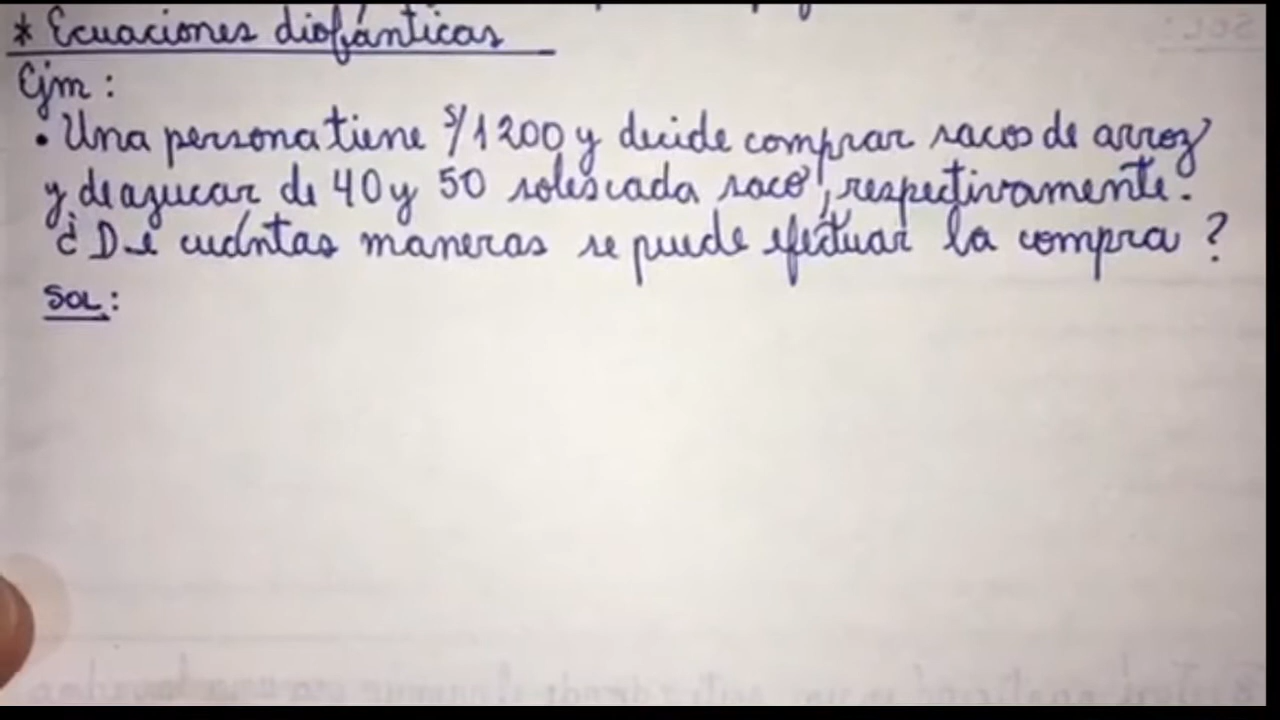 * Ecuaciones diofánticas
Ejm :
• Una persona tiene S/1200 y decide comprar sacos de arroz
y de azucar de 40 y 50 soles cada saco, respectivamente.
¿De cuántas maneras se puede efectuar la compra?
SOL: